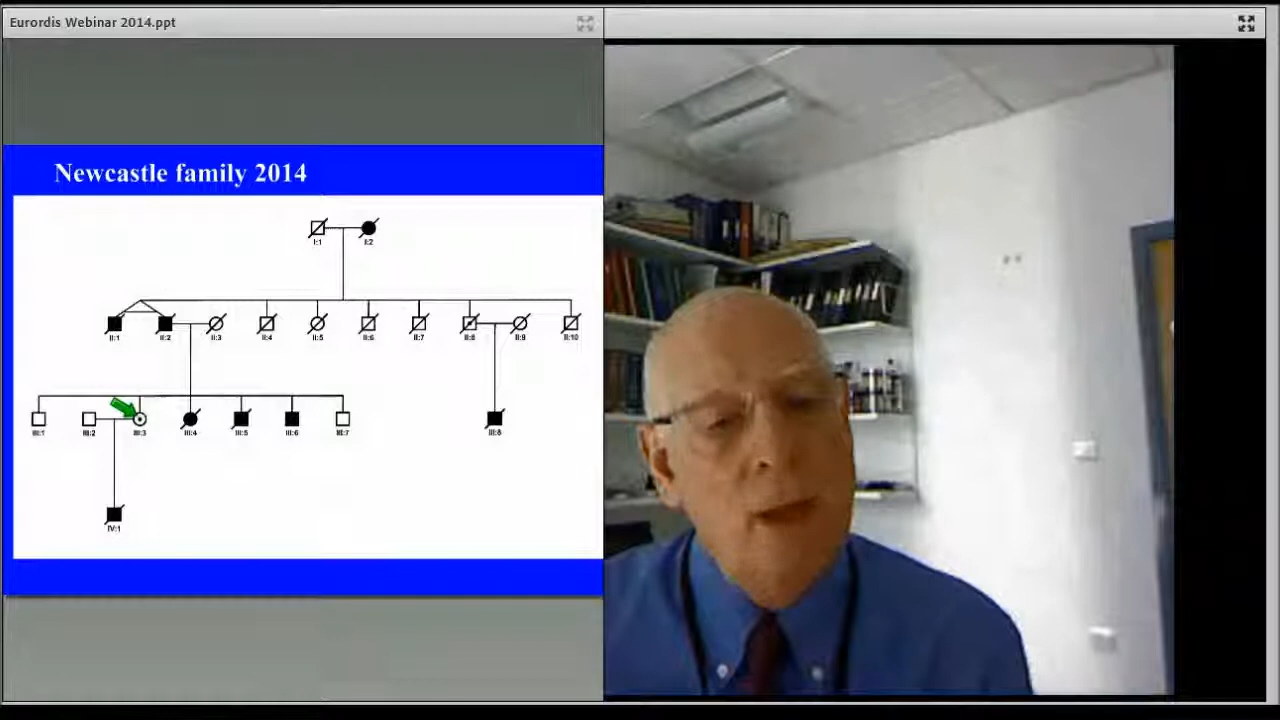 Eurordis Webinar 2014.ppt
Newcastle family 2014
I:1 I:2
II:1 II:2 II:3 II:4 II:5 II:6 II:7 II:8 II:9 II:10
III:1 III:2 III:3 III:4 III:5 III:6 III:7 III:8
IV:1